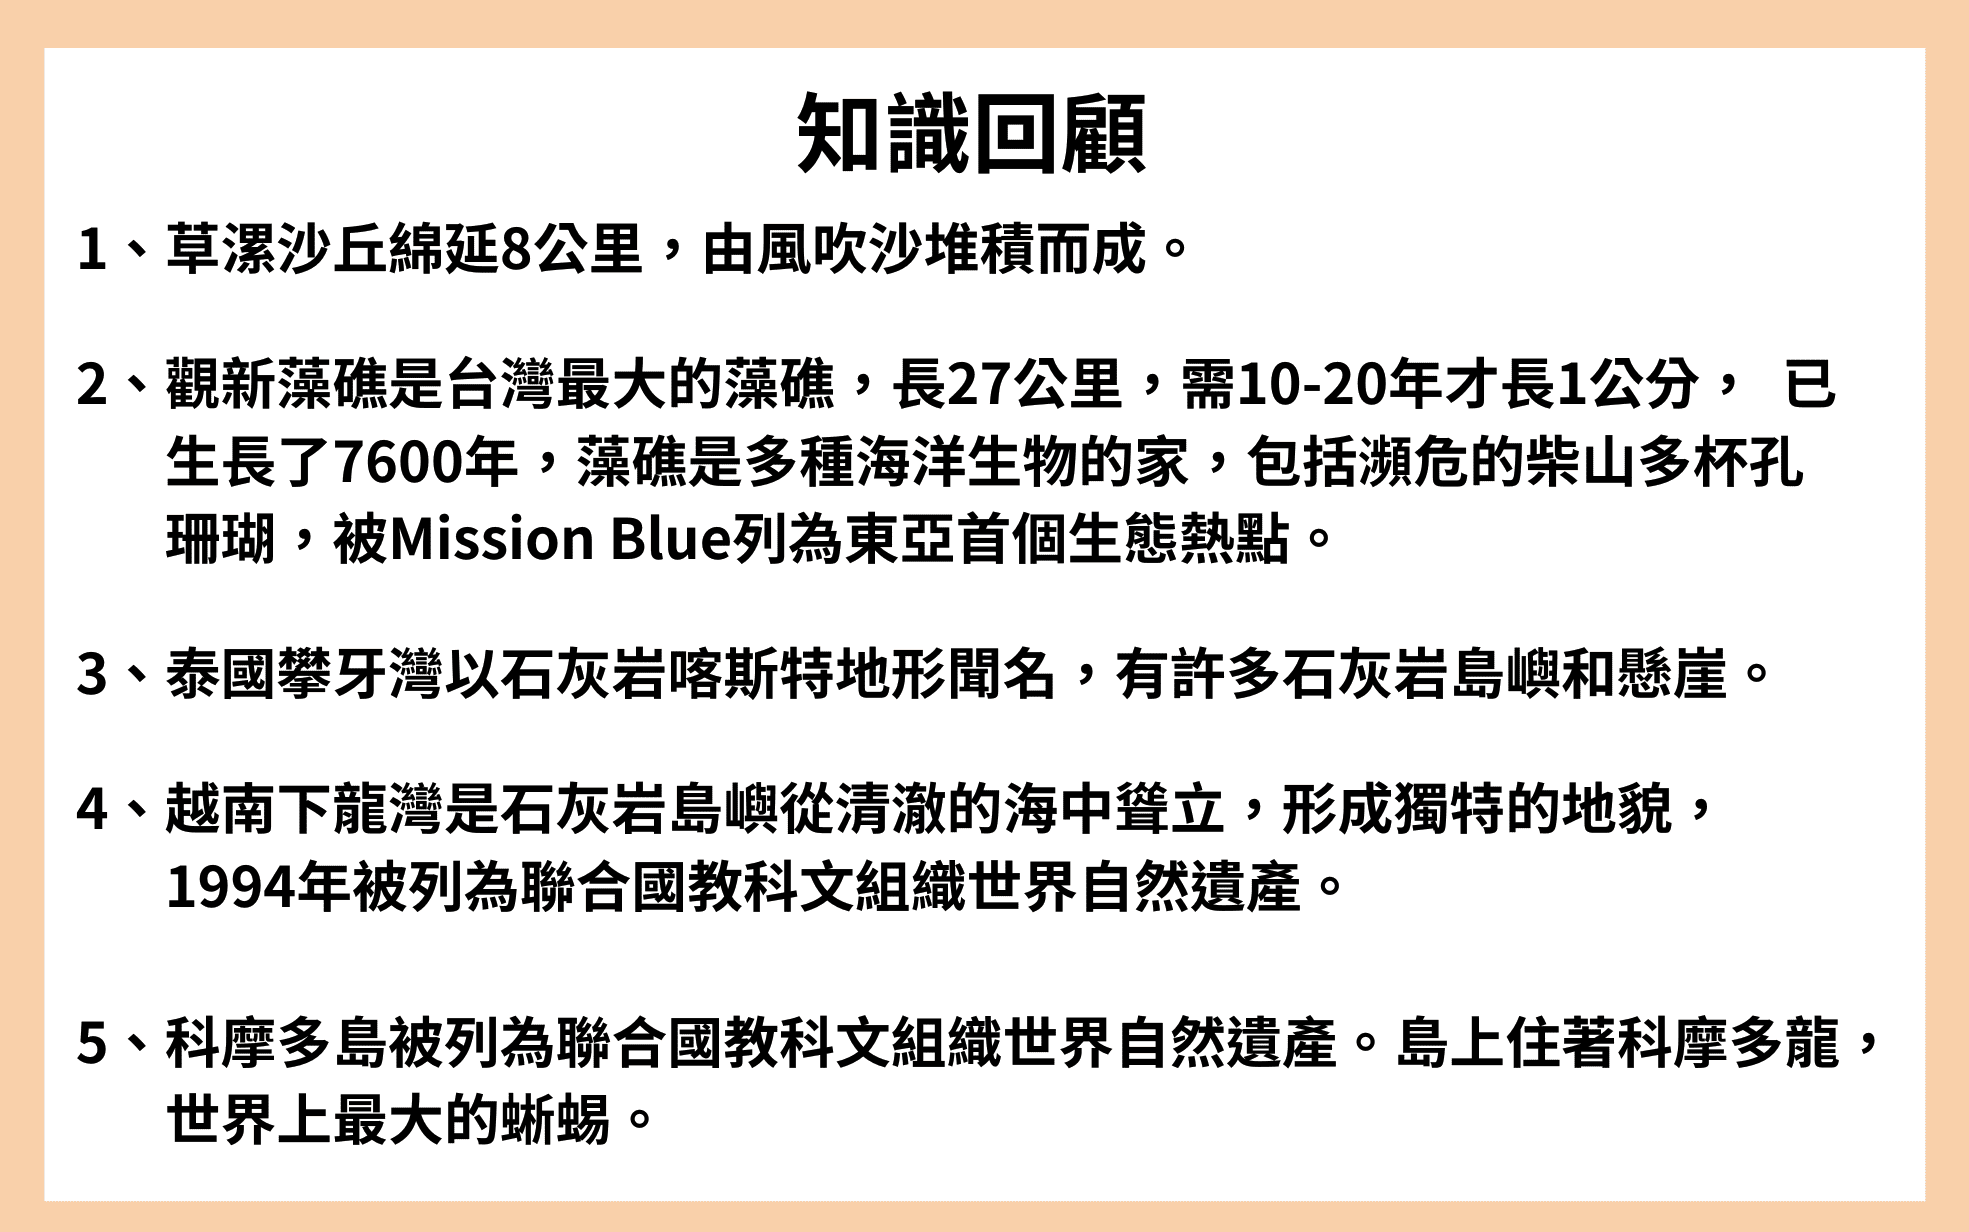 知識回顧
1、草漯沙丘綿延8公里，由風吹沙堆積而成。
2、觀新藻礁是台灣最大的藻礁，長27公里，需10-20年才長1公分， 已
生長了7600年，藻礁是多種海洋生物的家，包括瀕危的柴山多杯孔
珊瑚，被Mission Blue列為東亞首個生態熱點。
3、泰國攀牙灣以石灰岩喀斯特地形聞名，有許多石灰岩島嶼和懸崖。
4、越南下龍灣是石灰岩島嶼從清澈的海中聳立，形成獨特的地貌，
1994年被列為聯合國教科文組織世界自然遺產。
5、科摩多島被列為聯合國教科文組織世界自然遺產。島上住著科摩多龍，
世界上最大的蜥蜴。